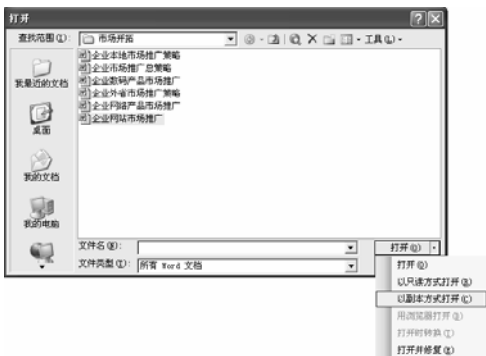 打开
查找范围(I):
市场开拓
工具(L)
企业本地市场推广策略
企业市场推广总策略
企业数码产品市场推广
企业外省市场推广策略
企业网络产品市场推广
企业网站市场推广
我最近的文档
桌面
我的文档
我的电脑
文件名(N):
文件类型(T):
所有 Word 文档
打开(O)
打开(O)
以只读方式打开(R)
以副本方式打开(C)
用浏览器打开(B)
打开时转换(T)
打开并修复(E)